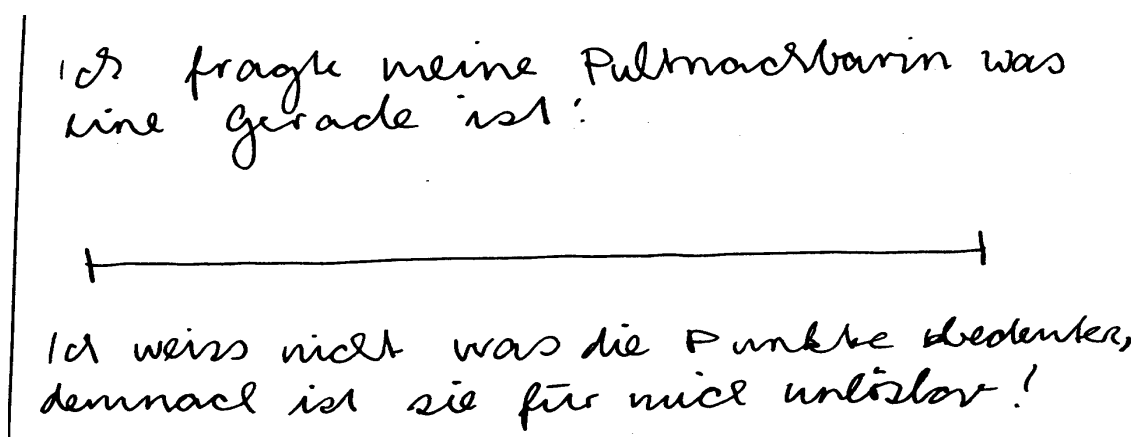 Ich fragte meine Pultnachbarin was
eine Gerade ist:
Ich weiss nicht was die Punkte bedeuten,
demnach ist sie für mich unlösbar!